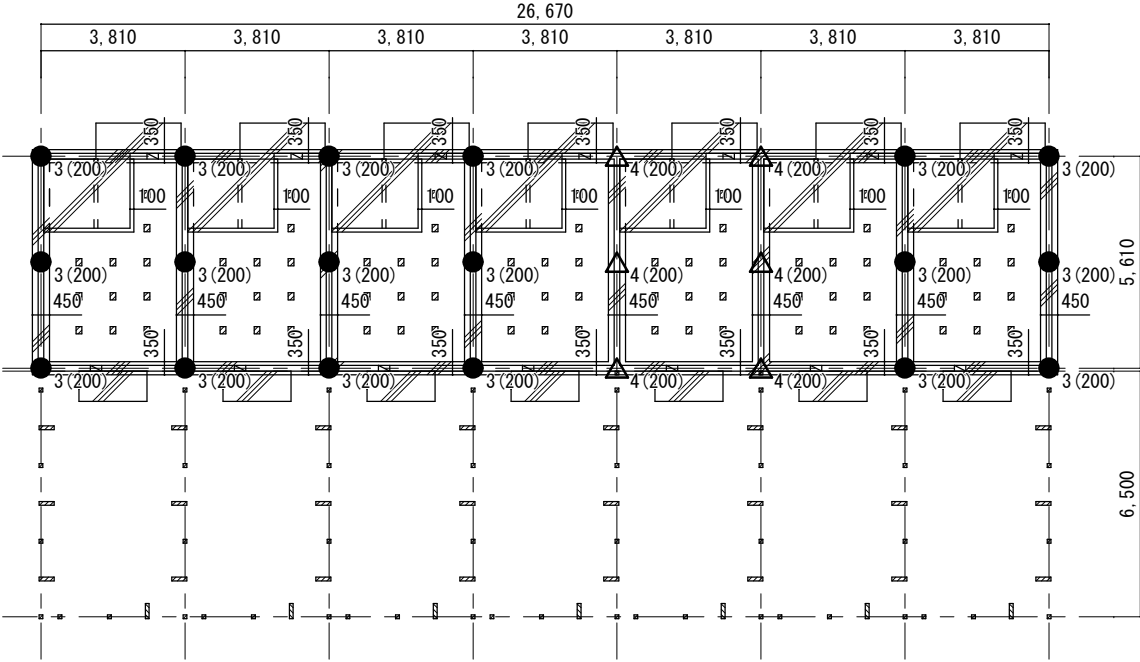 26,670
3,810 3,810 3,810 3,810 3,810 3,810 3,810
350 350 350 350 350 350 350
Z Z Z Z Z Z Z
3(200) 3(200) 3(200) 3(200) 4(200) 4(200) 3(200) 3(200)
100 100 100 100 100 100 100
5,610
3(200) 3(200) 3(200) 3(200) 4(200) 4(200) 3(200) 3(200)
450 450 450 450 450 450 450 450
350 350 350 350 350 350 350
Z Z Z Z Z Z Z
3(200) 3(200) 3(200) 3(200) 4(200) 4(200) 3(200) 3(200)
6,500